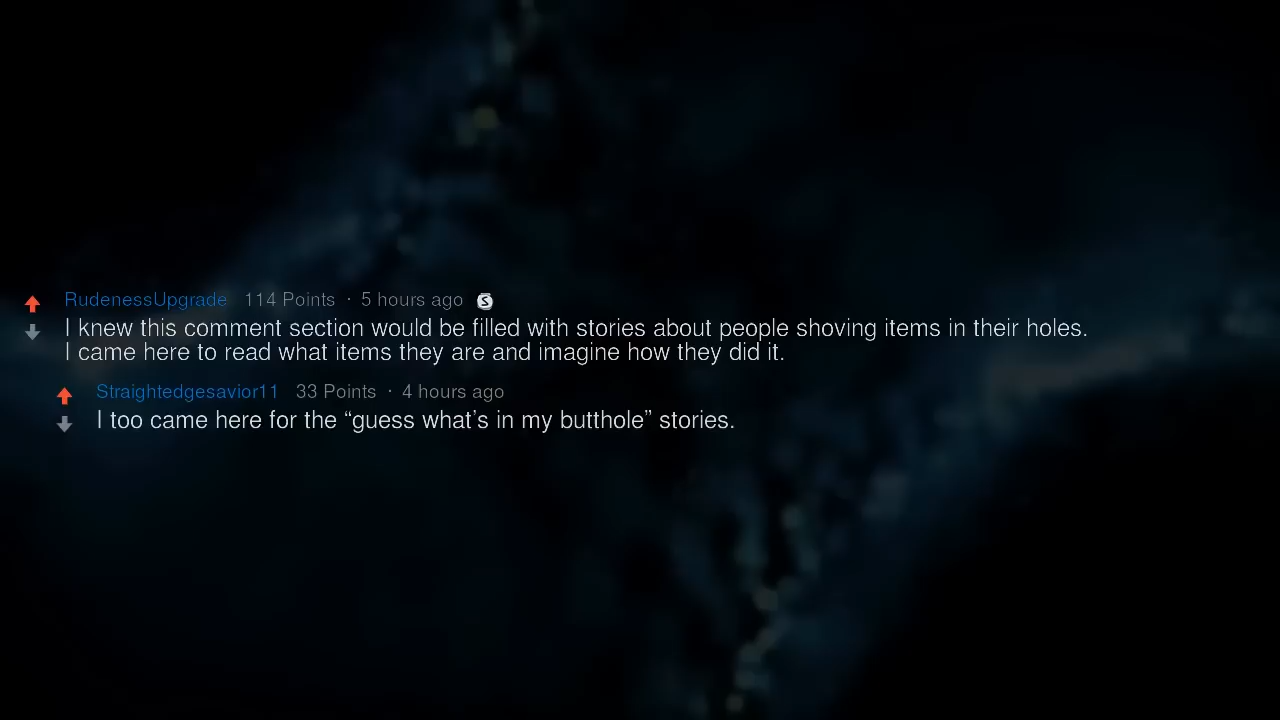 RudenessUpgrade 114 Points · 5 hours ago S
I knew this comment section would be filled with stories about people shoving items in their holes.
I came here to read what items they are and imagine how they did it.
Straightedgesavior11 33 Points · 4 hours ago
I too came here for the “guess what’s in my butthole” stories.